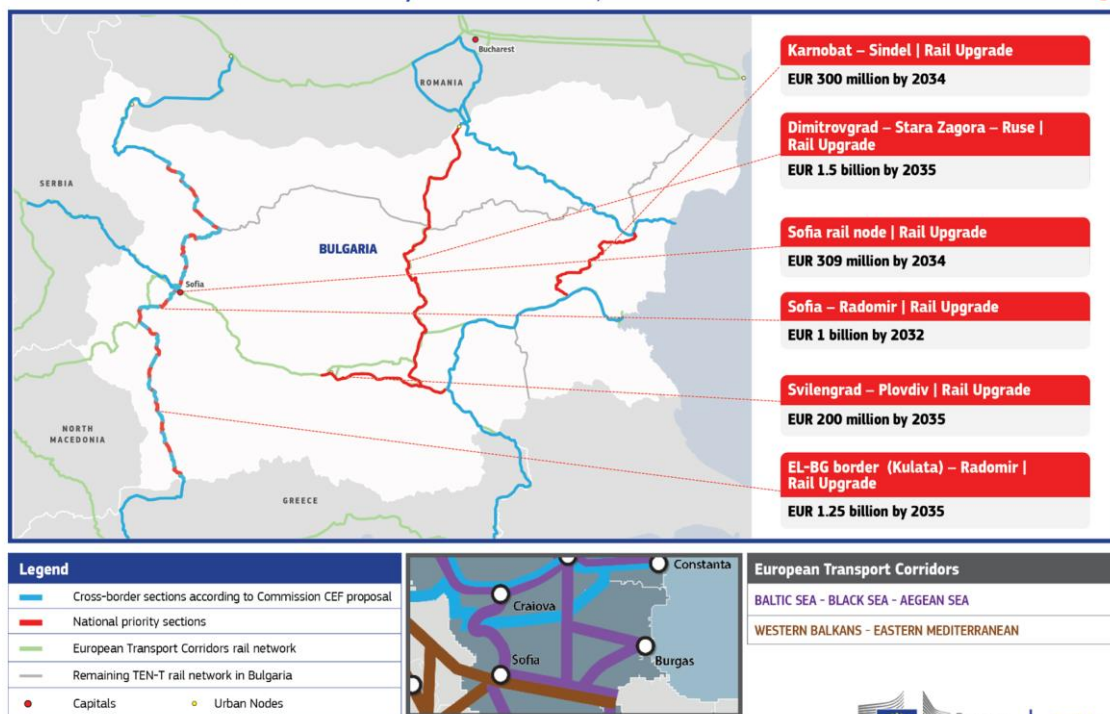 Bucharest
ROMANIA
SERBIA
BULGARIA
Sofia
NORTH
MACEDONIA
GREECE
Karnobat – Sindel | Rail Upgrade
EUR 300 million by 2034
Dimitrovgrad – Stara Zagora – Ruse |
Rail Upgrade
EUR 1.5 billion by 2035
Sofia rail node | Rail Upgrade
EUR 309 million by 2034
Sofia – Radomir | Rail Upgrade
EUR 1 billion by 2032
Svilengrad – Plovdiv | Rail Upgrade
EUR 200 million by 2035
EL-BG border (Kulata) – Radomir |
Rail Upgrade
EUR 1.25 billion by 2035
Legend
Cross-border sections according to Commission CEF proposal
National priority sections
European Transport Corridors rail network
Remaining TEN-T rail network in Bulgaria
Capitals
Urban Nodes
Constanta
Craiova
Sofia
Burgas
European Transport Corridors
BALTIC SEA - BLACK SEA - AEGEAN SEA
WESTERN BALKANS - EASTERN MEDITERRANEAN